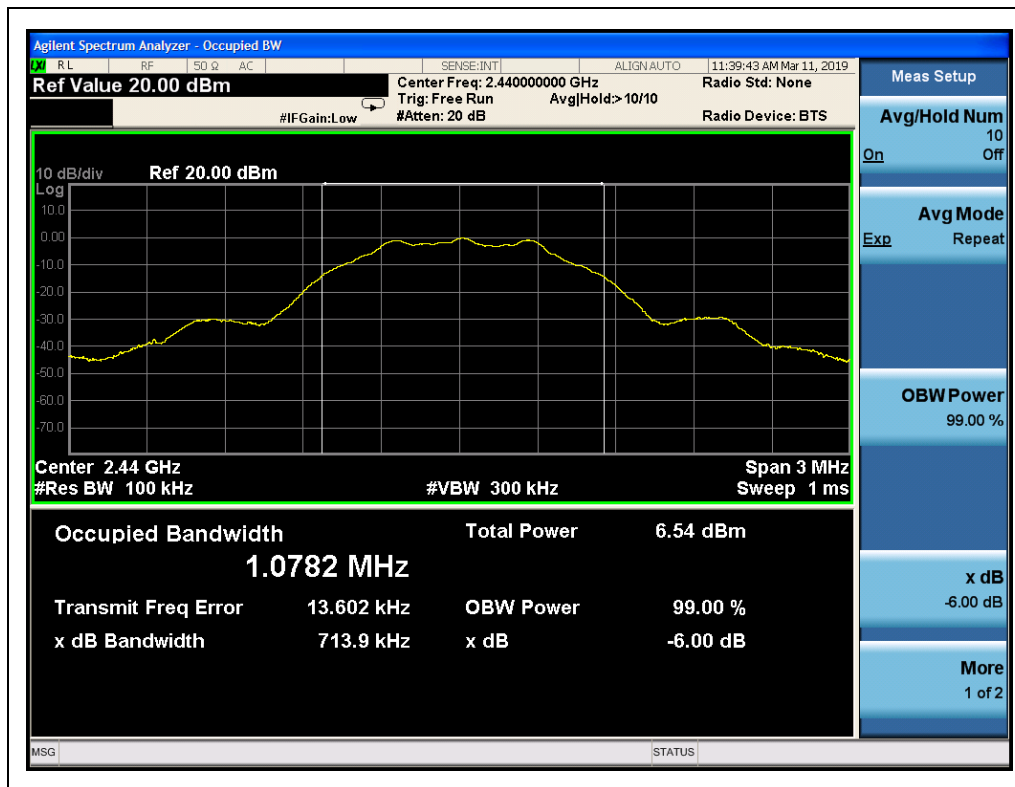 Agilent Spectrum Analyzer - Occupied BW
LXI RL RF 50 Ω AC SENSE:INT ALIGN AUTO 11:39:43 AM Mar 11, 2019
Ref Value 20.00 dBm
Center Freq: 2.440000000 GHz
Radio Std: None
Trig: Free Run Avg|Hold:> 10/10
#IFGain:Low
#Atten: 20 dB
Radio Device: BTS
10 dB/div Ref 20.00 dBm
Log
10.0
0.00
-10.0
-20.0
-30.0
-40.0
-50.0
-60.0
-70.0
Center 2.44 GHz Span 3 MHz
#Res BW 100 kHz #VBW 300 kHz Sweep 1 ms
Occupied Bandwidth Total Power 6.54 dBm
1.0782 MHz
Transmit Freq Error 13.602 kHz OBW Power 99.00 %
x dB Bandwidth 713.9 kHz x dB -6.00 dB
Meas Setup
Avg/Hold Num
10
On Off
Avg Mode
Exp Repeat
OBW Power
99.00 %
x dB
-6.00 dB
More
1 of 2
MSG STATUS